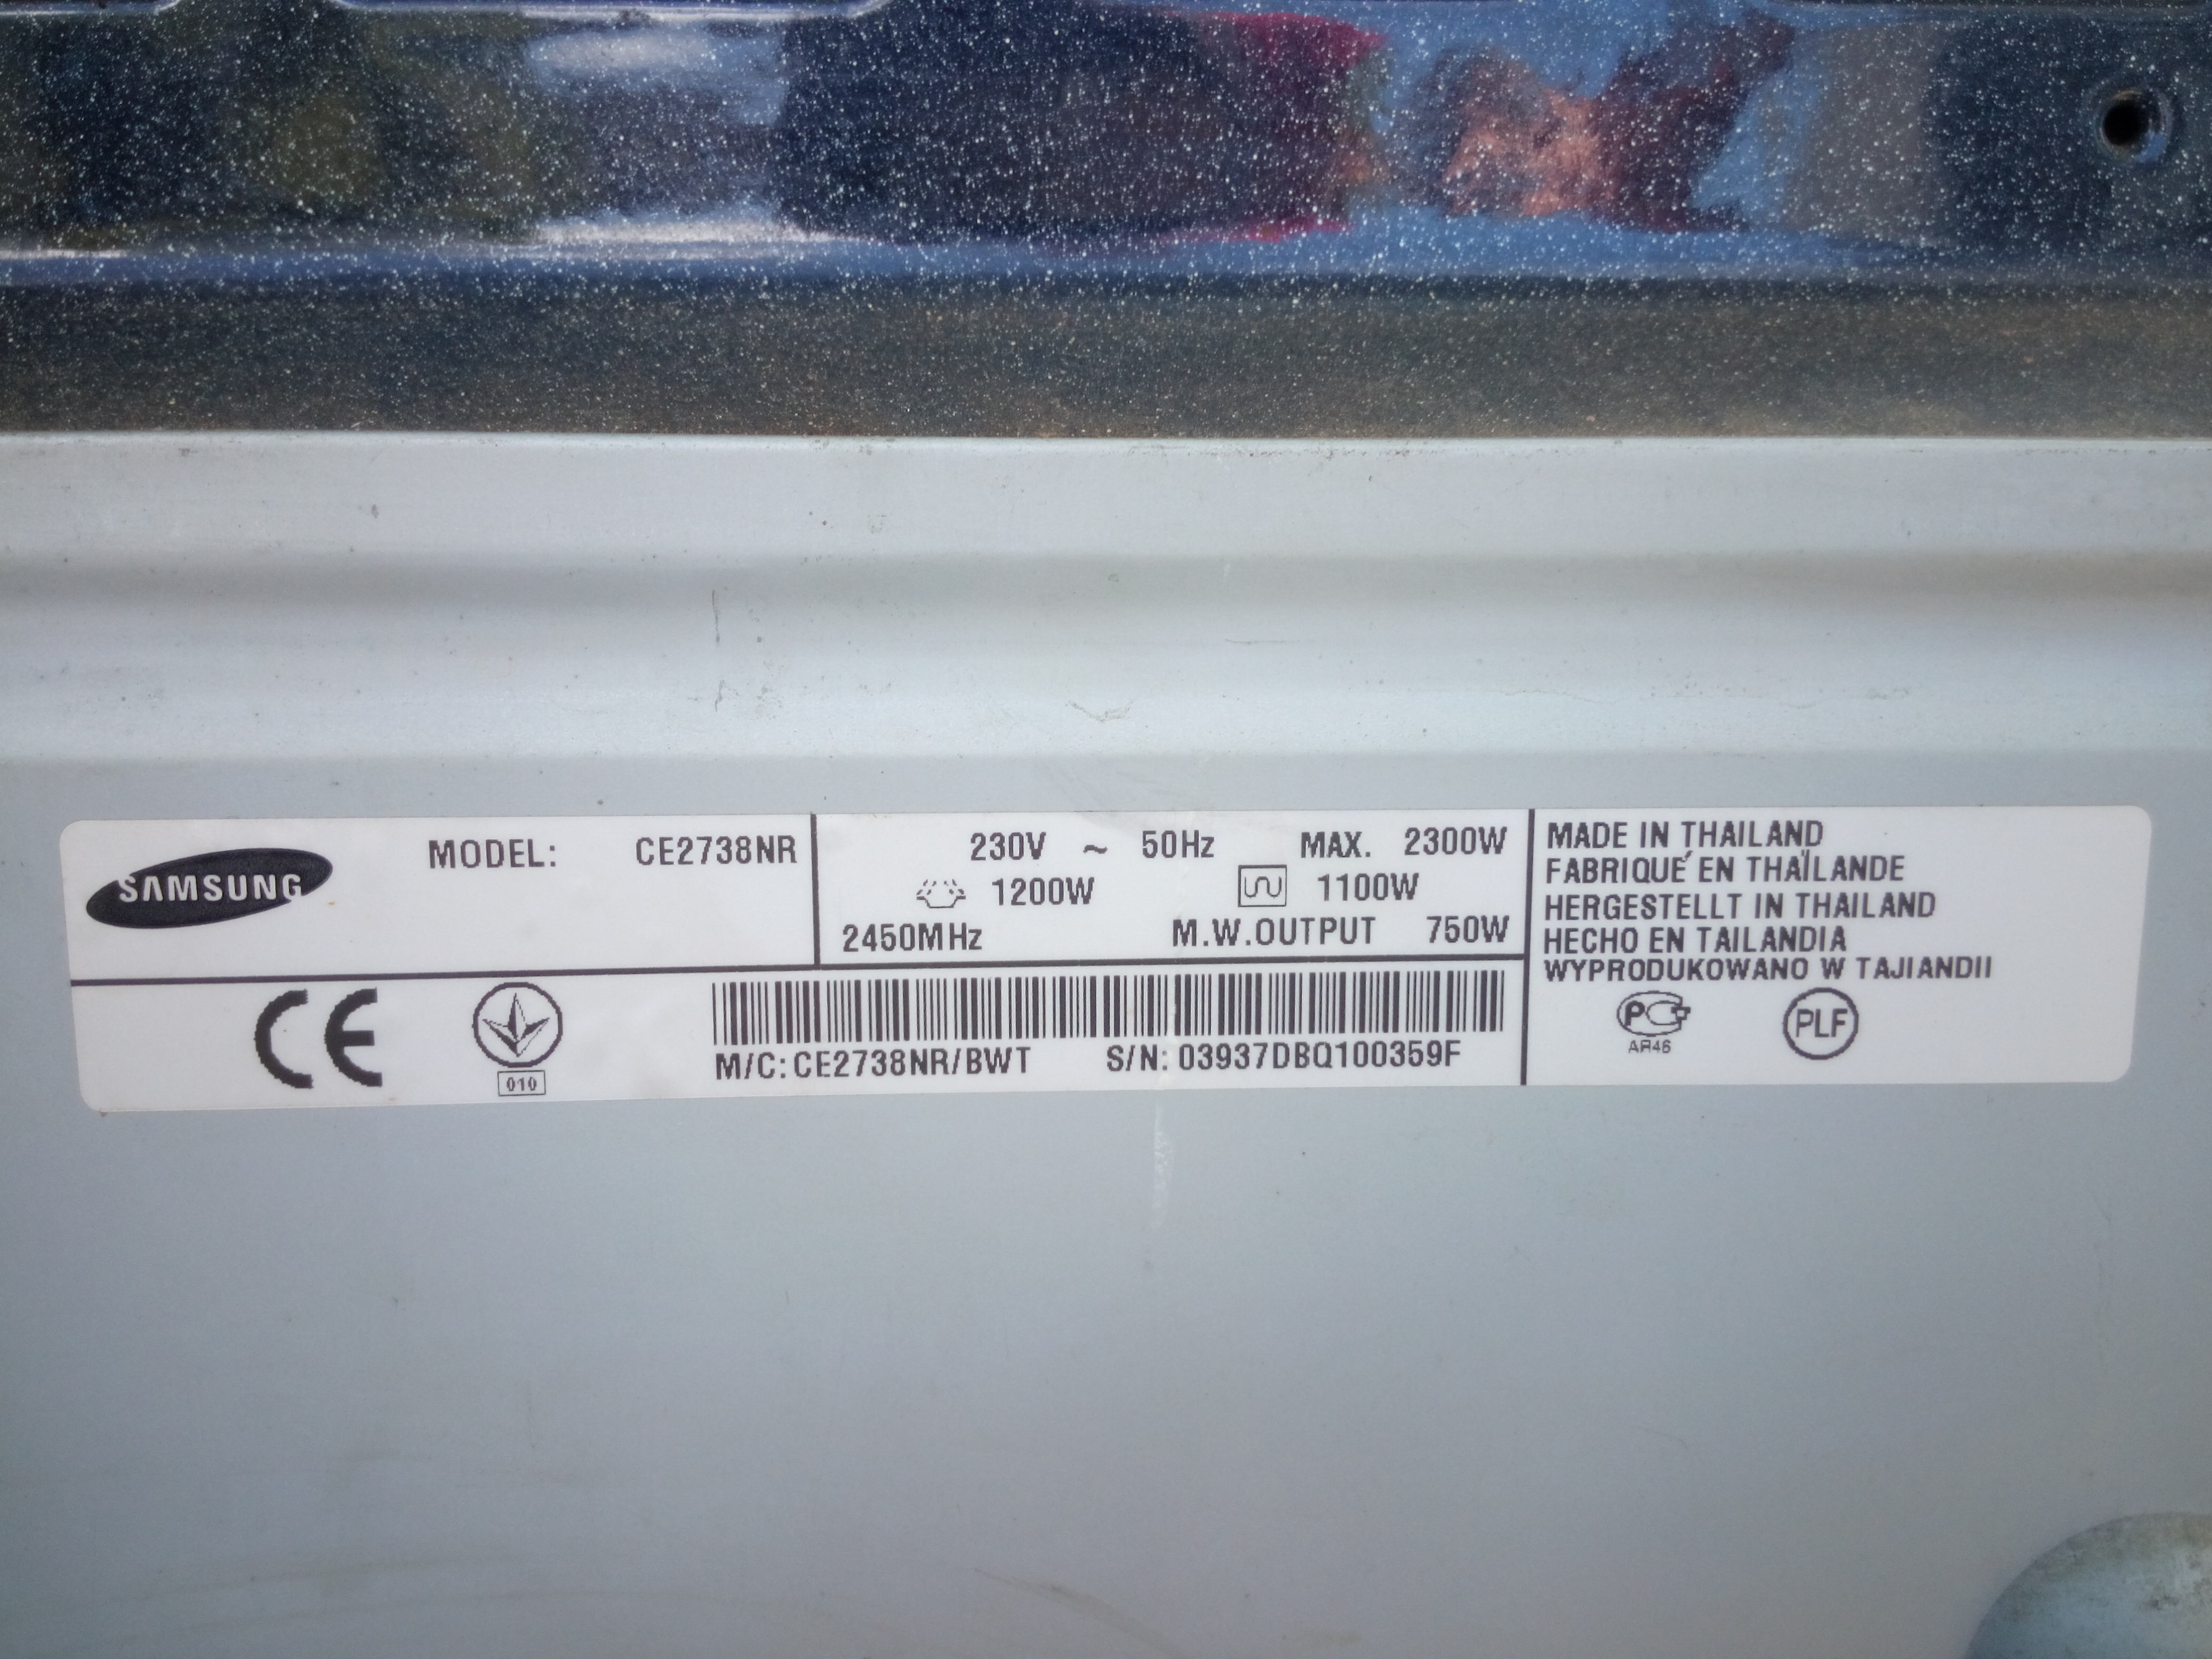 SAMSUNG
MODEL: CE2738NR
230V ~ 50Hz MAX. 2300W
1200W 1100W
2450MHz M.W.OUTPUT 750W
MADE IN THAILAND
FABRIQUÉ EN THAÏLANDE
HERGESTELLT IN THAILAND
HECHO EN TAILANDIA
WYPRODUKOWANO W TAJIANDII
CE
010
M/C: CE2738NR/BWT S/N: 03937DBQ100359F
PC
AR46
PLF